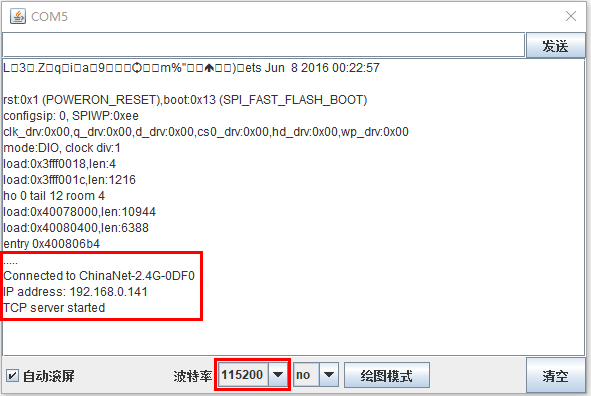 COM5
发送
ets Jun 8 2016 00:22:57
rst:0x1 (POWERON_RESET),boot:0x13 (SPI_FAST_FLASH_BOOT)
configsip: 0, SPIWP:0xee
clk_drv:0x00,q_drv:0x00,d_drv:0x00,cs0_drv:0x00,hd_drv:0x00,wp_drv:0x00
mode:DIO, clock div:1
load:0x3fff0018,len:4
load:0x3fff001c,len:1216
ho 0 tail 12 room 4
load:0x40078000,len:10944
load:0x40080400,len:6388
entry 0x400806b4
.....
Connected to ChinaNet-2.4G-0DF0
IP address: 192.168.0.141
TCP server started
自动滚屏 波特率 115200 no 绘图模式 清空